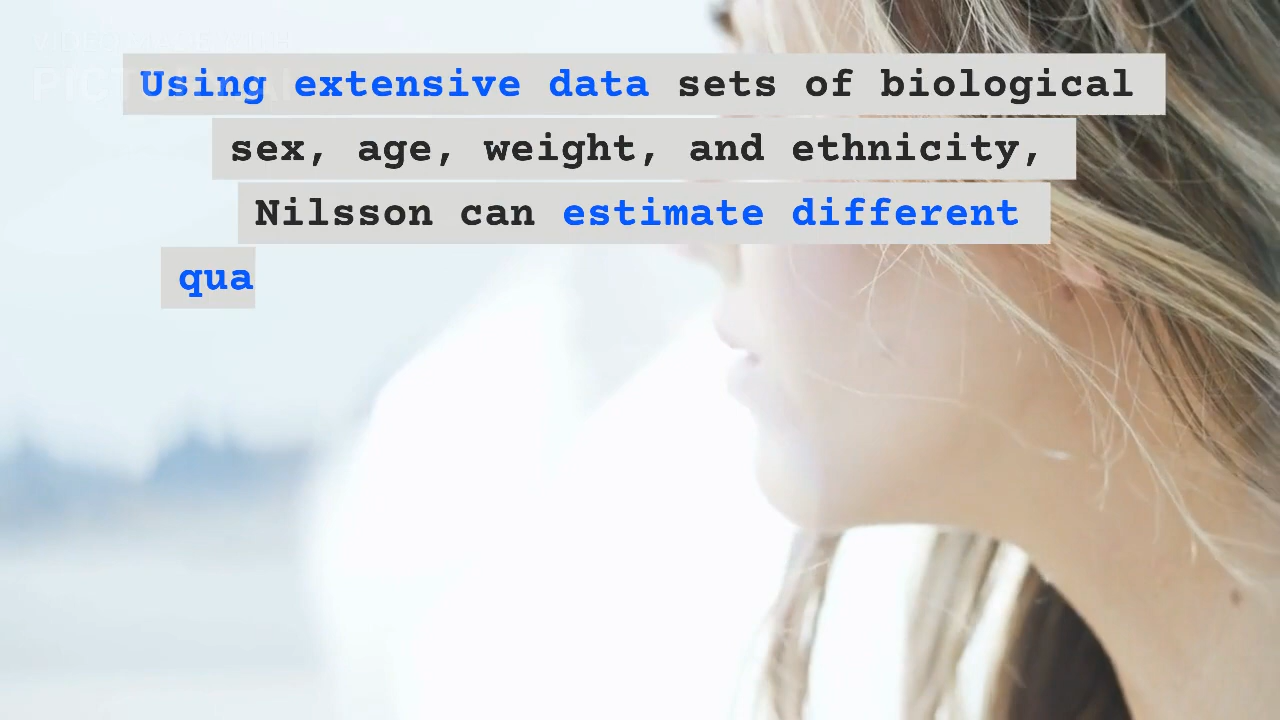 Using extensive data sets of biological
sex, age, weight, and ethnicity,
Nilsson can estimate different
qua